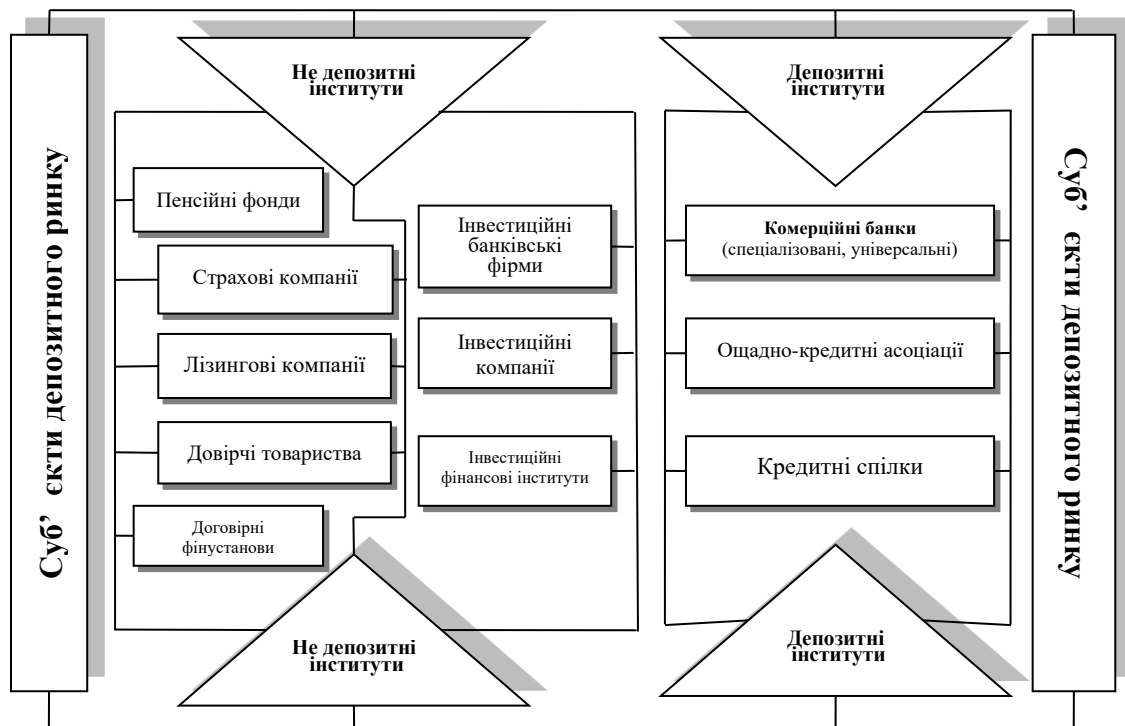 Суб’ єкти депозитного ринку
Не депозитні
інститути
Пенсійні фонди
Страхові компанії
Лізингові компанії
Довірчі товариства
Договірні
фінустанови
Інвестиційні
банківські
фірми
Інвестиційні
компанії
Інвестиційні
фінансові інститути
Не депозитні
інститути
Депозитні
інститути
Комерційні банки
(спеціалізовані, універсальні)
Ощадно-кредитні асоціації
Кредитні спілки
Депозитні
інститути
Суб’ єкти депозитного ринку